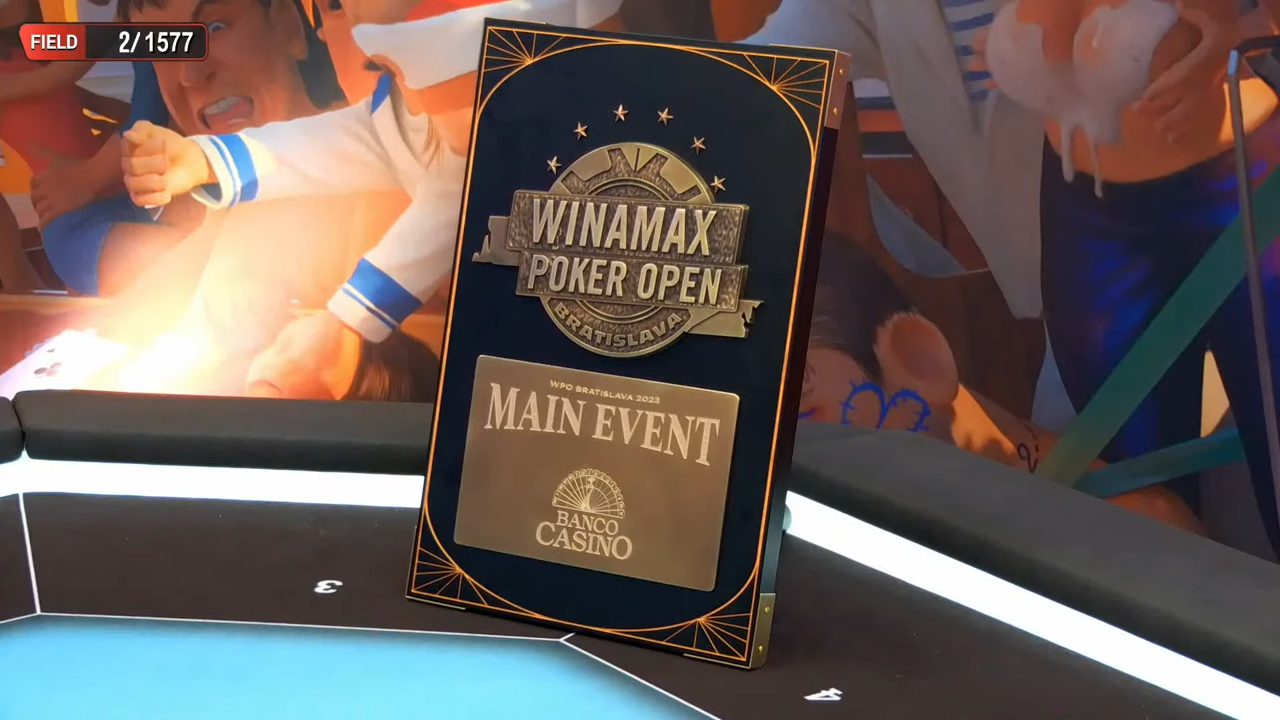 FIELD 2/1577
WINAMAX
POKER OPEN
BRATISLAVA
WPO BRATISLAVA 2023
MAIN EVENT
BANCO
CASINO
3
4